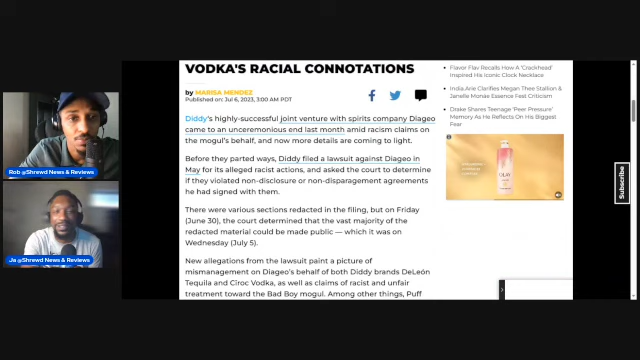 VODKA'S RACIAL CONNOTATIONS
by MARISA MENDEZ
Published on: Jul 6, 2023, 3:00 AM PDT
Diddy's highly-successful joint venture with spirits company Diageo
came to an unceremonious end last month amid racism claims on
the mogul's behalf, and now more details are coming to light.
Before they parted ways, Diddy filed a lawsuit against Diageo in
May for its alleged racist actions, and asked the court to determine
if they violated non-disclosure or non-disparagement agreements
he had signed with them.
There were various sections redacted in the filing, but on Friday
(June 30), the court determined that the vast majority of the
redacted material could be made public — which it was on
Wednesday (July 5).
New allegations from the lawsuit paint a picture of
mismanagement on Diageo's behalf of both Diddy brands DeLeón
Tequila and Ciroc Vodka, as well as claims of racist and unfair
treatment toward the Bad Boy mogul. Among other things, Puff
Flavor Flav Recalls How A 'Crackhead'
Inspired His Iconic Clock Necklace
India.Arie Clarifies Megan Thee Stallion &
Janelle Monáe Essence Fest Criticism
Drake Shares Teenage 'Peer Pressure'
Memory As He Reflects On His Biggest
Fear
OLAY
Subscribe
Rob @Shrewd News & Reviews
Ja @Shrewd News & Reviews